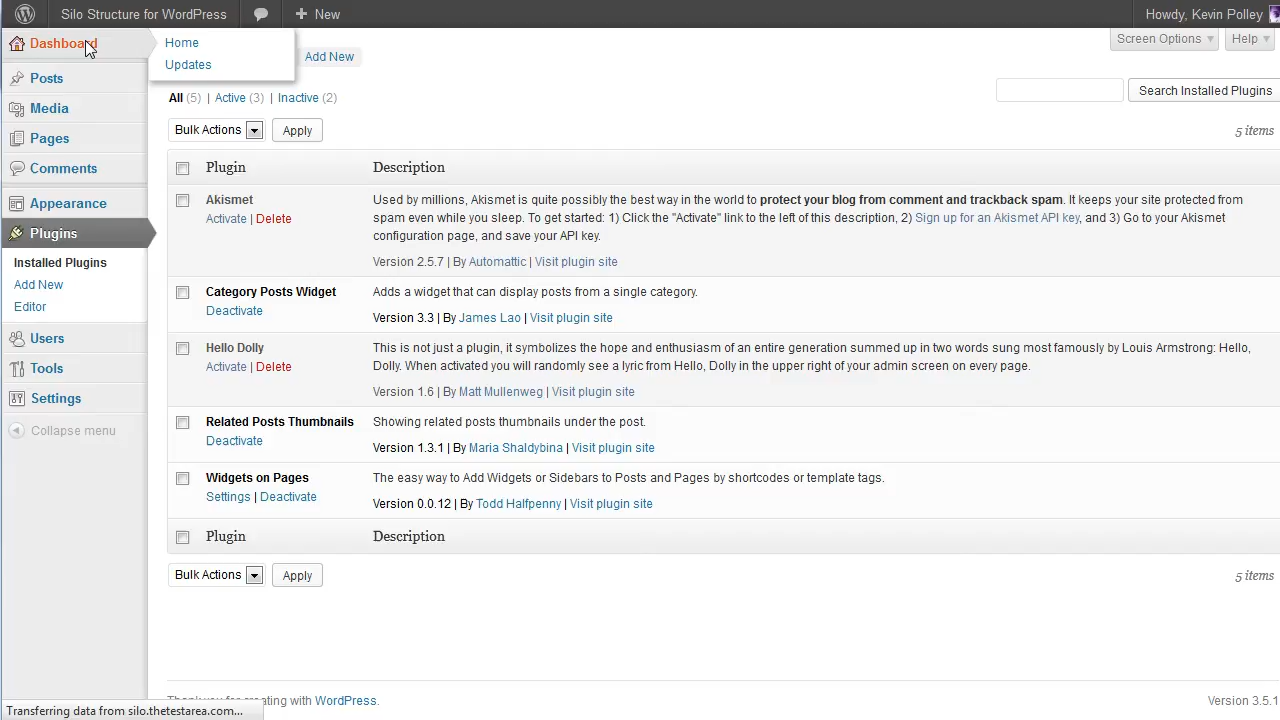 Silo Structure for WordPress New Howdy, Kevin Polley
Dashboard Home Add New Screen Options Help
Updates
Posts
Media
Pages
Comments
Appearance
Plugins
Installed Plugins
Add New
Editor
Users
Tools
Settings
Collapse menu
All (5) | Active (3) | Inactive (2) Search Installed Plugins
Bulk Actions Apply 5 items
Plugin Description
Akismet Used by millions, Akismet is quite possibly the best way in the world to protect your blog from comment and trackback spam. It keeps your site protected from
Activate | Delete spam even while you sleep. To get started: 1) Click the "Activate" link to the left of this description, 2) Sign up for an Akismet API key, and 3) Go to your Akismet
configuration page, and save your API key.
Version 2.5.7 | By Automattic | Visit plugin site
Category Posts Widget Adds a widget that can display posts from a single category.
Deactivate Version 3.3 | By James Lao | Visit plugin site
Hello Dolly This is not just a plugin, it symbolizes the hope and enthusiasm of an entire generation summed up in two words sung most famously by Louis Armstrong: Hello,
Activate | Delete Dolly. When activated you will randomly see a lyric from Hello, Dolly in the upper right of your admin screen on every page.
Version 1.6 | By Matt Mullenweg | Visit plugin site
Related Posts Thumbnails Showing related posts thumbnails under the post.
Deactivate Version 1.3.1 | By Maria Shaldybina | Visit plugin site
Widgets on Pages The easy way to Add Widgets or Sidebars to Posts and Pages by shortcodes or template tags.
Settings | Deactivate Version 0.0.12 | By Todd Halfpenny | Visit plugin site
Plugin Description
Bulk Actions Apply 5 items
Thank you for creating with WordPress. Version 3.5.1
Transferring data from silo.thetestarea.com...